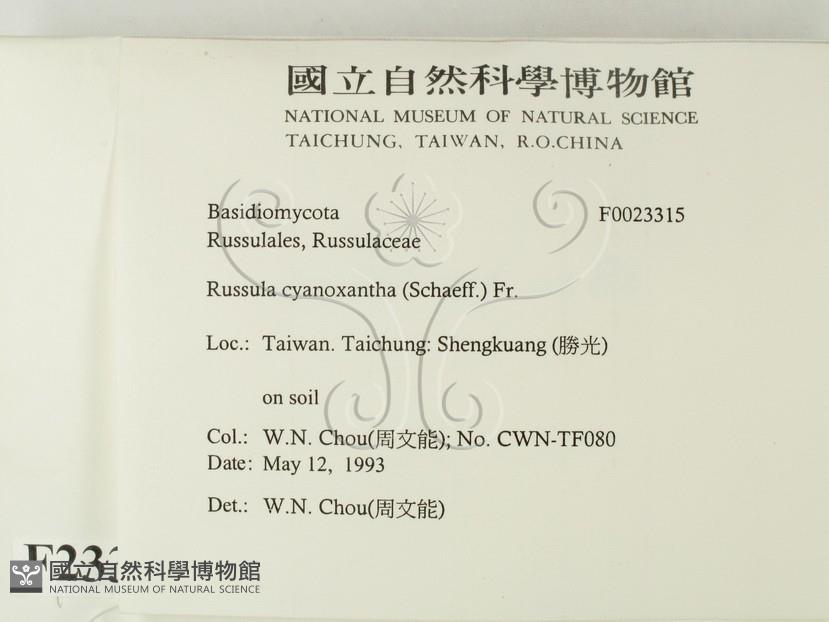 國立自然科學博物館
NATIONAL MUSEUM OF NATURAL SCIENCE
TAICHUNG, TAIWAN, R.O.CHINA
Basidiomycota F0023315
Russulales, Russulaceae
Russula cyanoxantha (Schaeff.) Fr.
Loc.: Taiwan. Taichung: Shengkuang (勝光)
on soil
Col.: W.N. Chou(周文能); No. CWN-TF080
Date: May 12, 1993
Det.: W.N. Chou(周文能)
國立自然科學博物館
NATIONAL MUSEUM OF NATURAL SCIENCE